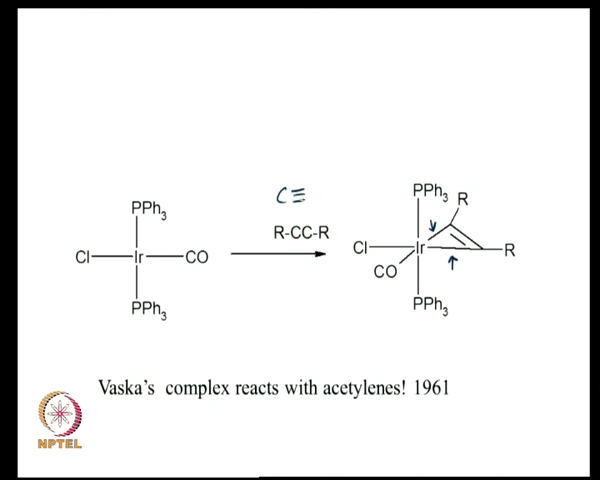 PPh3
Cl Ir CO
PPh3
C≡
R-CC-R
PPh3 R
Cl Ir R
CO
PPh3
Vaska's complex reacts with acetylenes! 1961
NPTEL